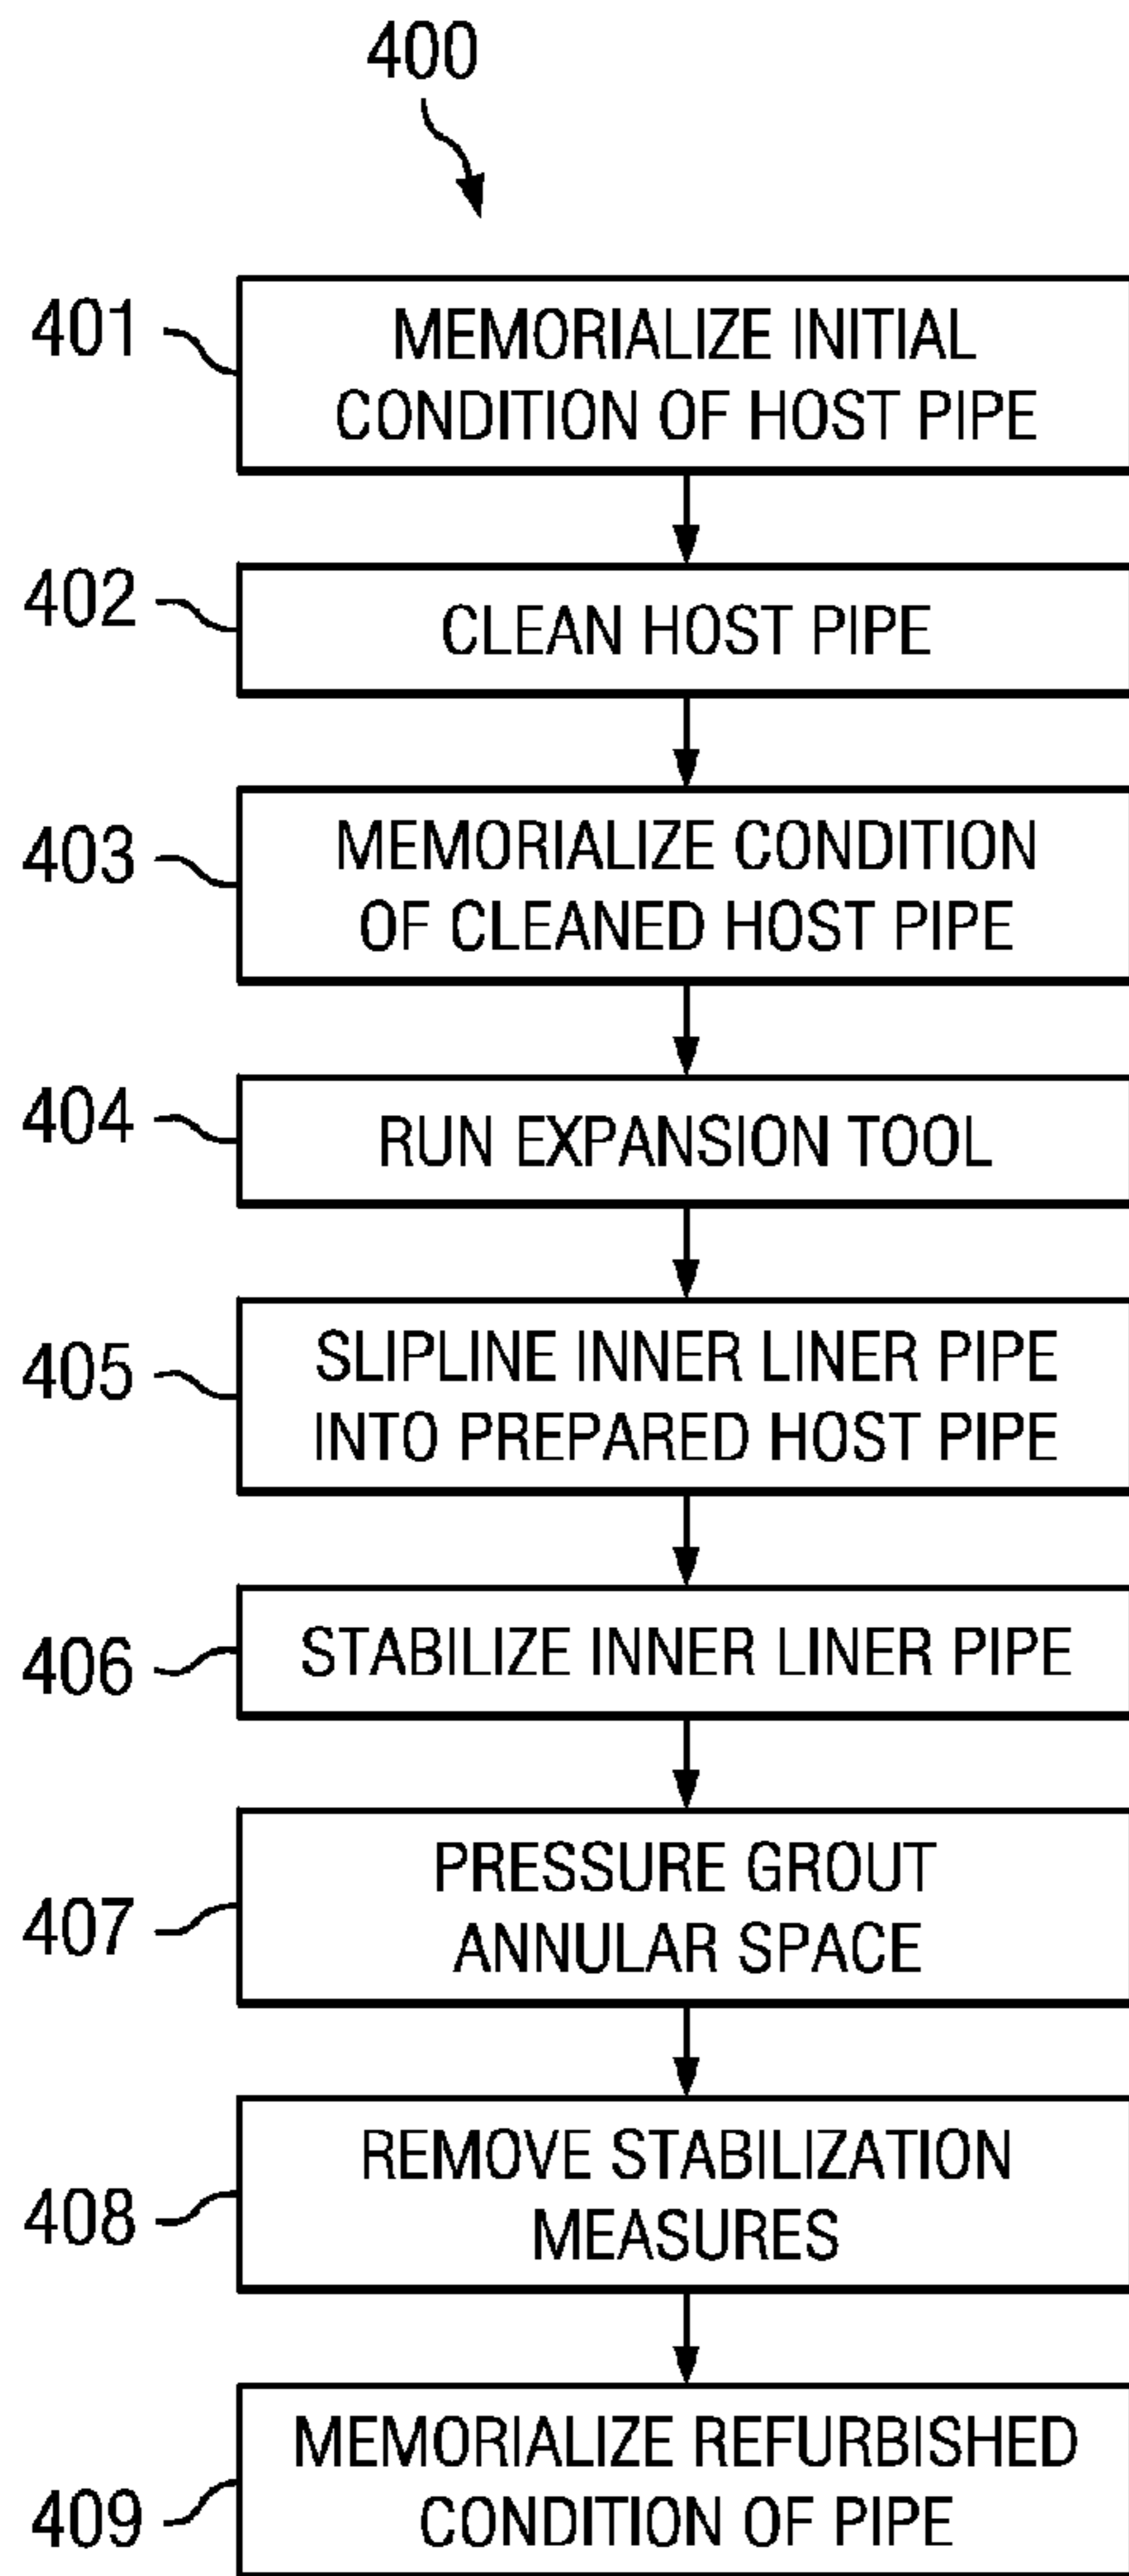 400
401
MEMORIALIZE INITIAL
CONDITION OF HOST PIPE
402
CLEAN HOST PIPE
403
MEMORIALIZE CONDITION
OF CLEANED HOST PIPE
404
RUN EXPANSION TOOL
405
SLIPLINE INNER LINER PIPE
INTO PREPARED HOST PIPE
406
STABILIZE INNER LINER PIPE
407
PRESSURE GROUT
ANNULAR SPACE
408
REMOVE STABILIZATION
MEASURES
409
MEMORIALIZE REFURBISHED
CONDITION OF PIPE